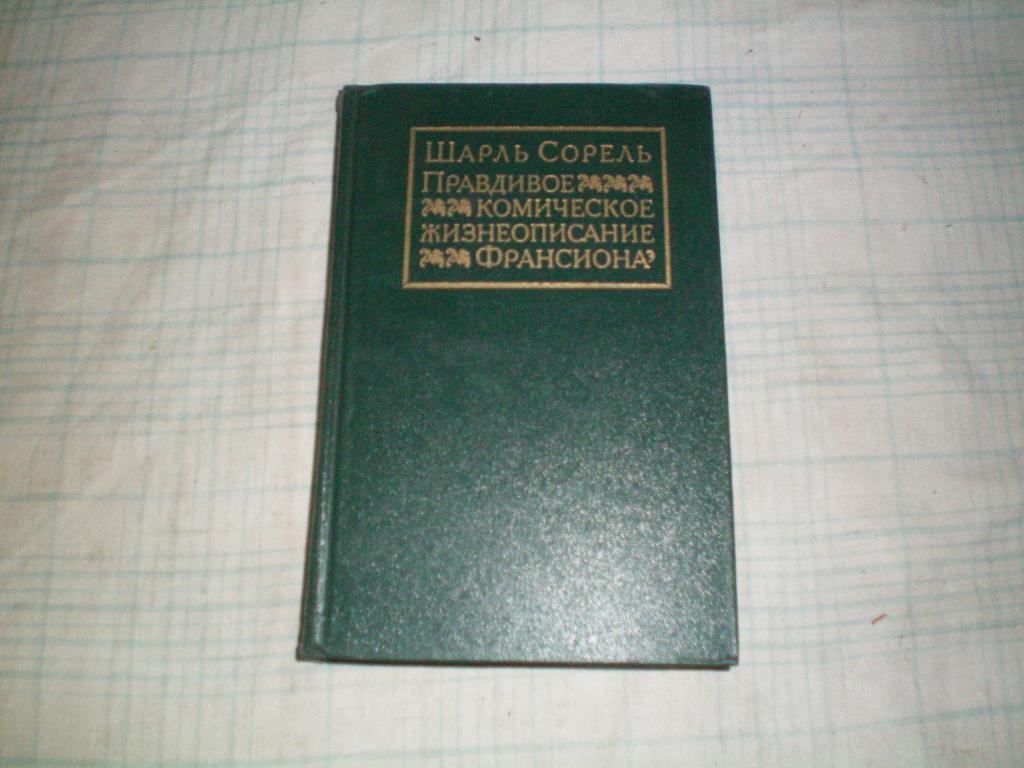 Шарль Сорель
Правдивое
комическое
жизнеописание
Франсиона